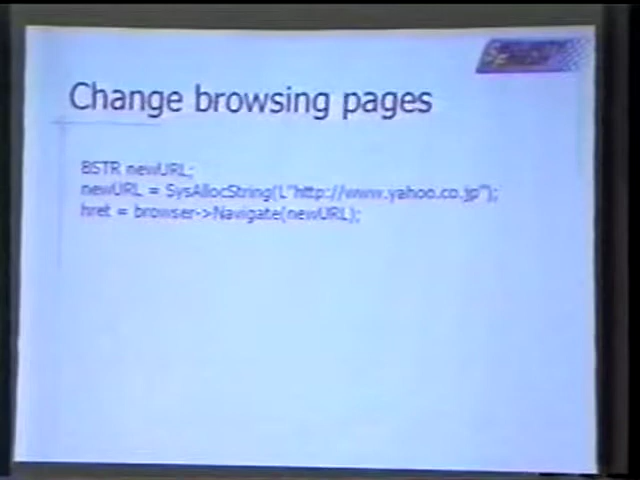 Change browsing pages
BSTR newURL;
newURL = SysAllocString(L"http://www.yahoo.co.jp");
hret = browser->Navigate(newURL);